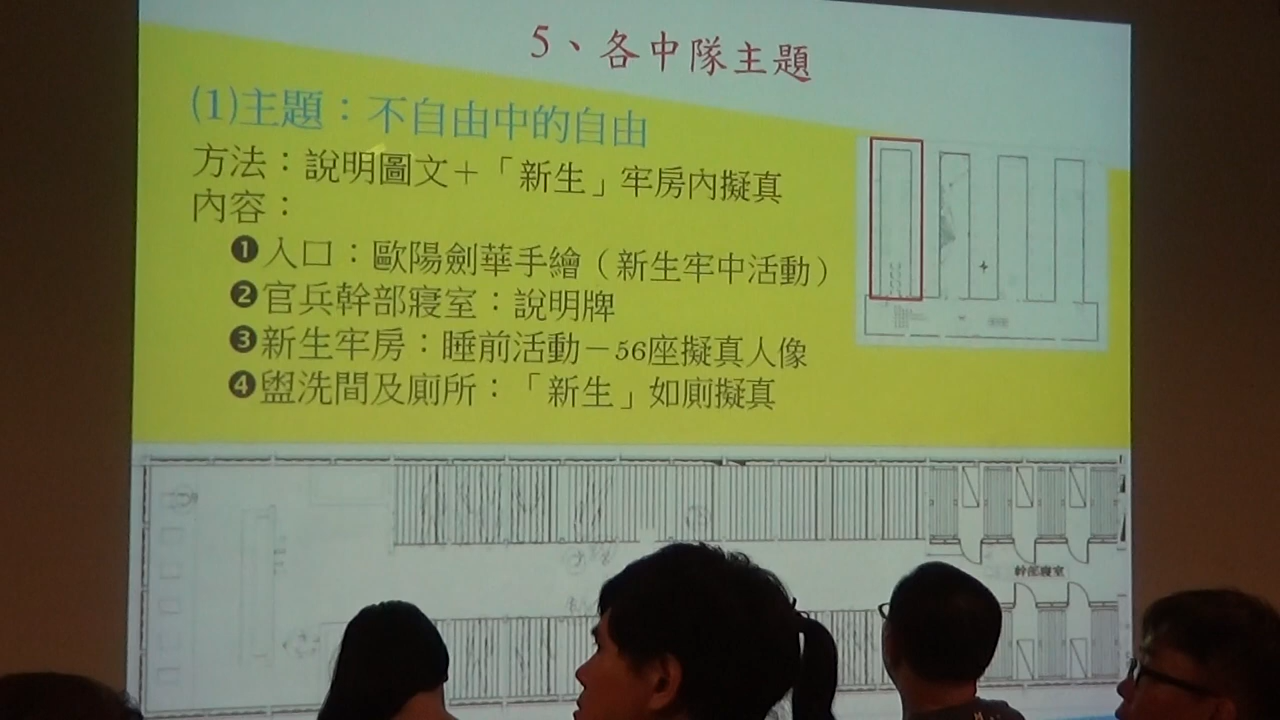 5、各中隊主題
(1)主題：不自由中的自由
方法：說明圖文＋「新生」牢房內擬真
內容：
❶入口：歐陽劍華手繪（新生牢中活動）
❷官兵幹部寢室：說明牌
❸新生牢房：睡前活動－56座擬真人像
❹盥洗間及廁所：「新生」如廁擬真
幹部寢室